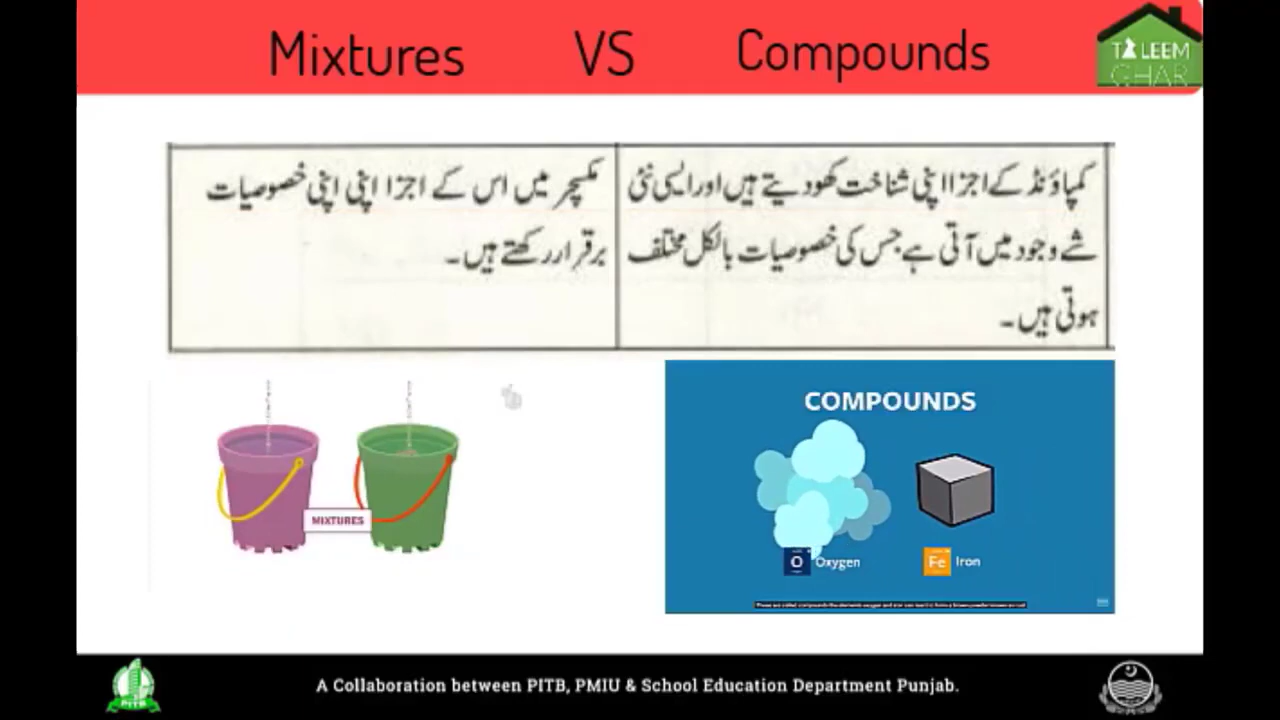 Mixtures VS Compounds
TALEEM
GHAR
کمپاؤنڈ کے اجزا اپنی شناخت کھو دیتے ہیں اور ایسی نئی
شے وجود میں آتی ہے جس کی خصوصیات بالکل مختلف
ہوتی ہیں۔
مکسچر میں اس کے اجزا اپنی اپنی خصوصیات
برقرار رکھتے ہیں۔
MIXTURES
COMPOUNDS
O Oxygen
Fe Iron
PITB
A Collaboration between PITB, PMIU & School Education Department Punjab.